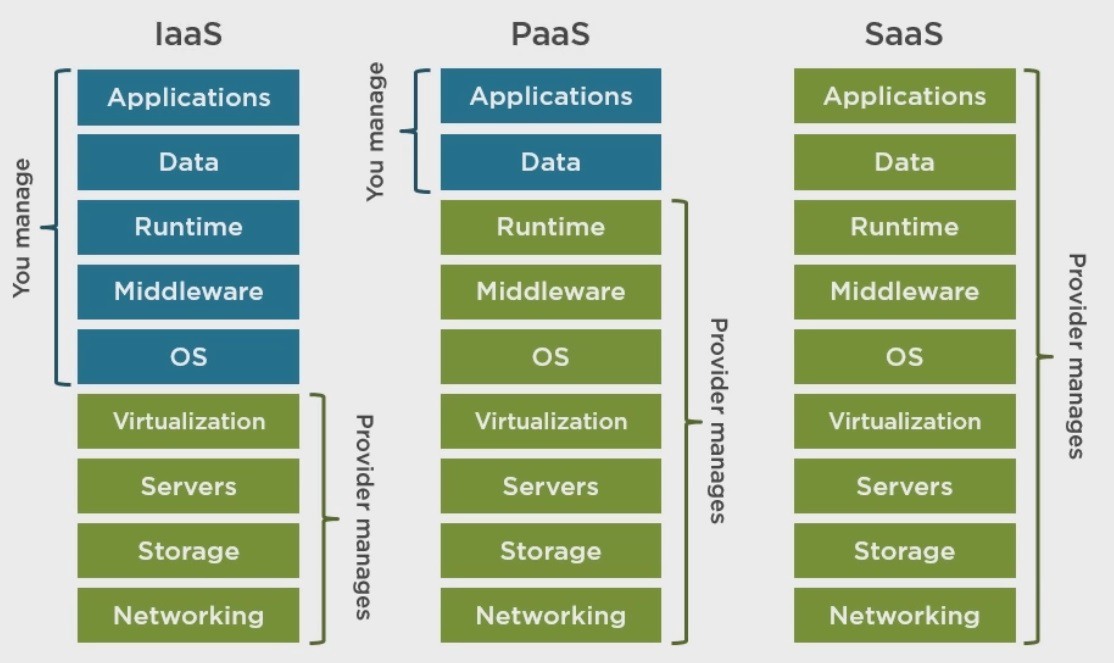 IaaS
You manage
Applications
Data
Runtime
Middleware
OS
Virtualization
Servers
Storage
Networking
Provider manages
PaaS
You manage
Applications
Data
Runtime
Middleware
OS
Virtualization
Servers
Storage
Networking
Provider manages
SaaS
Applications
Data
Runtime
Middleware
OS
Virtualization
Servers
Storage
Networking
Provider manages